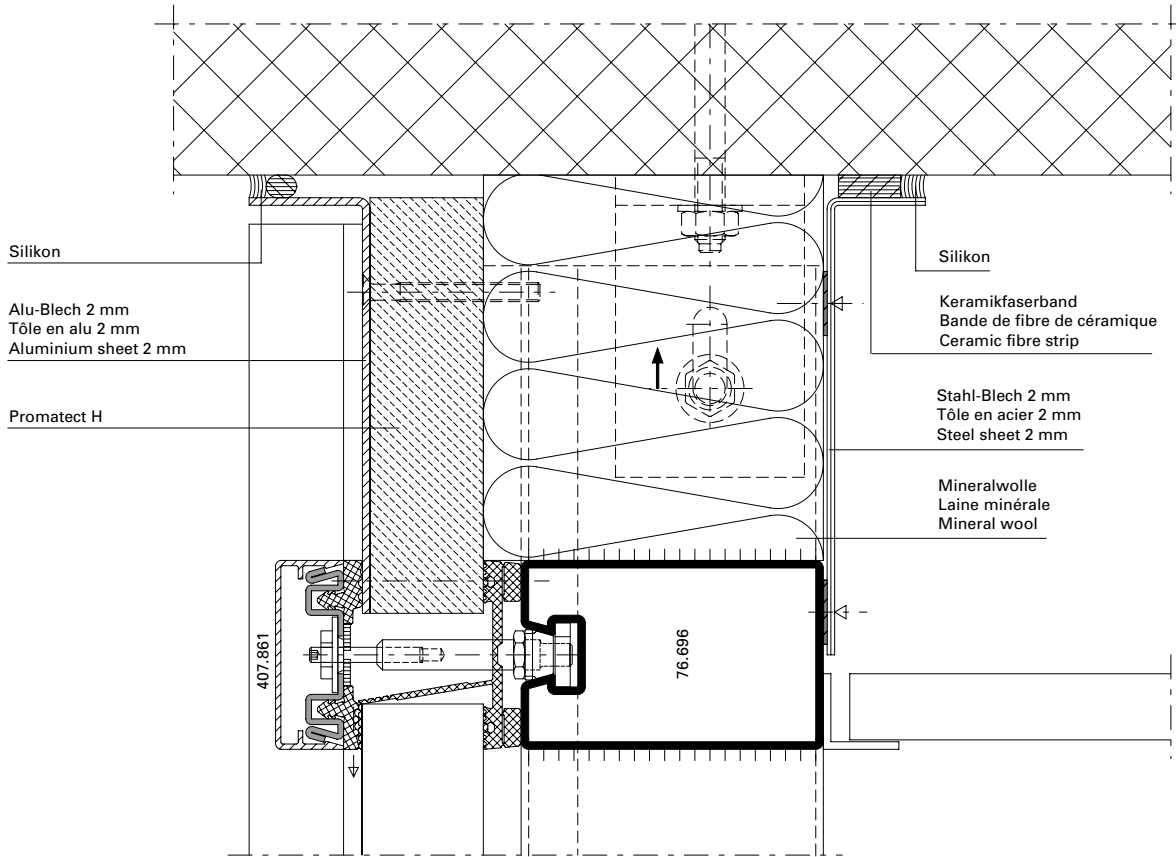 Silikon
Alu-Blech 2 mm
Tôle en alu 2 mm
Aluminium sheet 2 mm
Promatect H
Silikon
Keramikfaserband
Bande de fibre de céramique
Ceramic fibre strip
Stahl-Blech 2 mm
Tôle en acier 2 mm
Steel sheet 2 mm
Mineralwolle
Laine minérale
Mineral wool
407.861
76.696